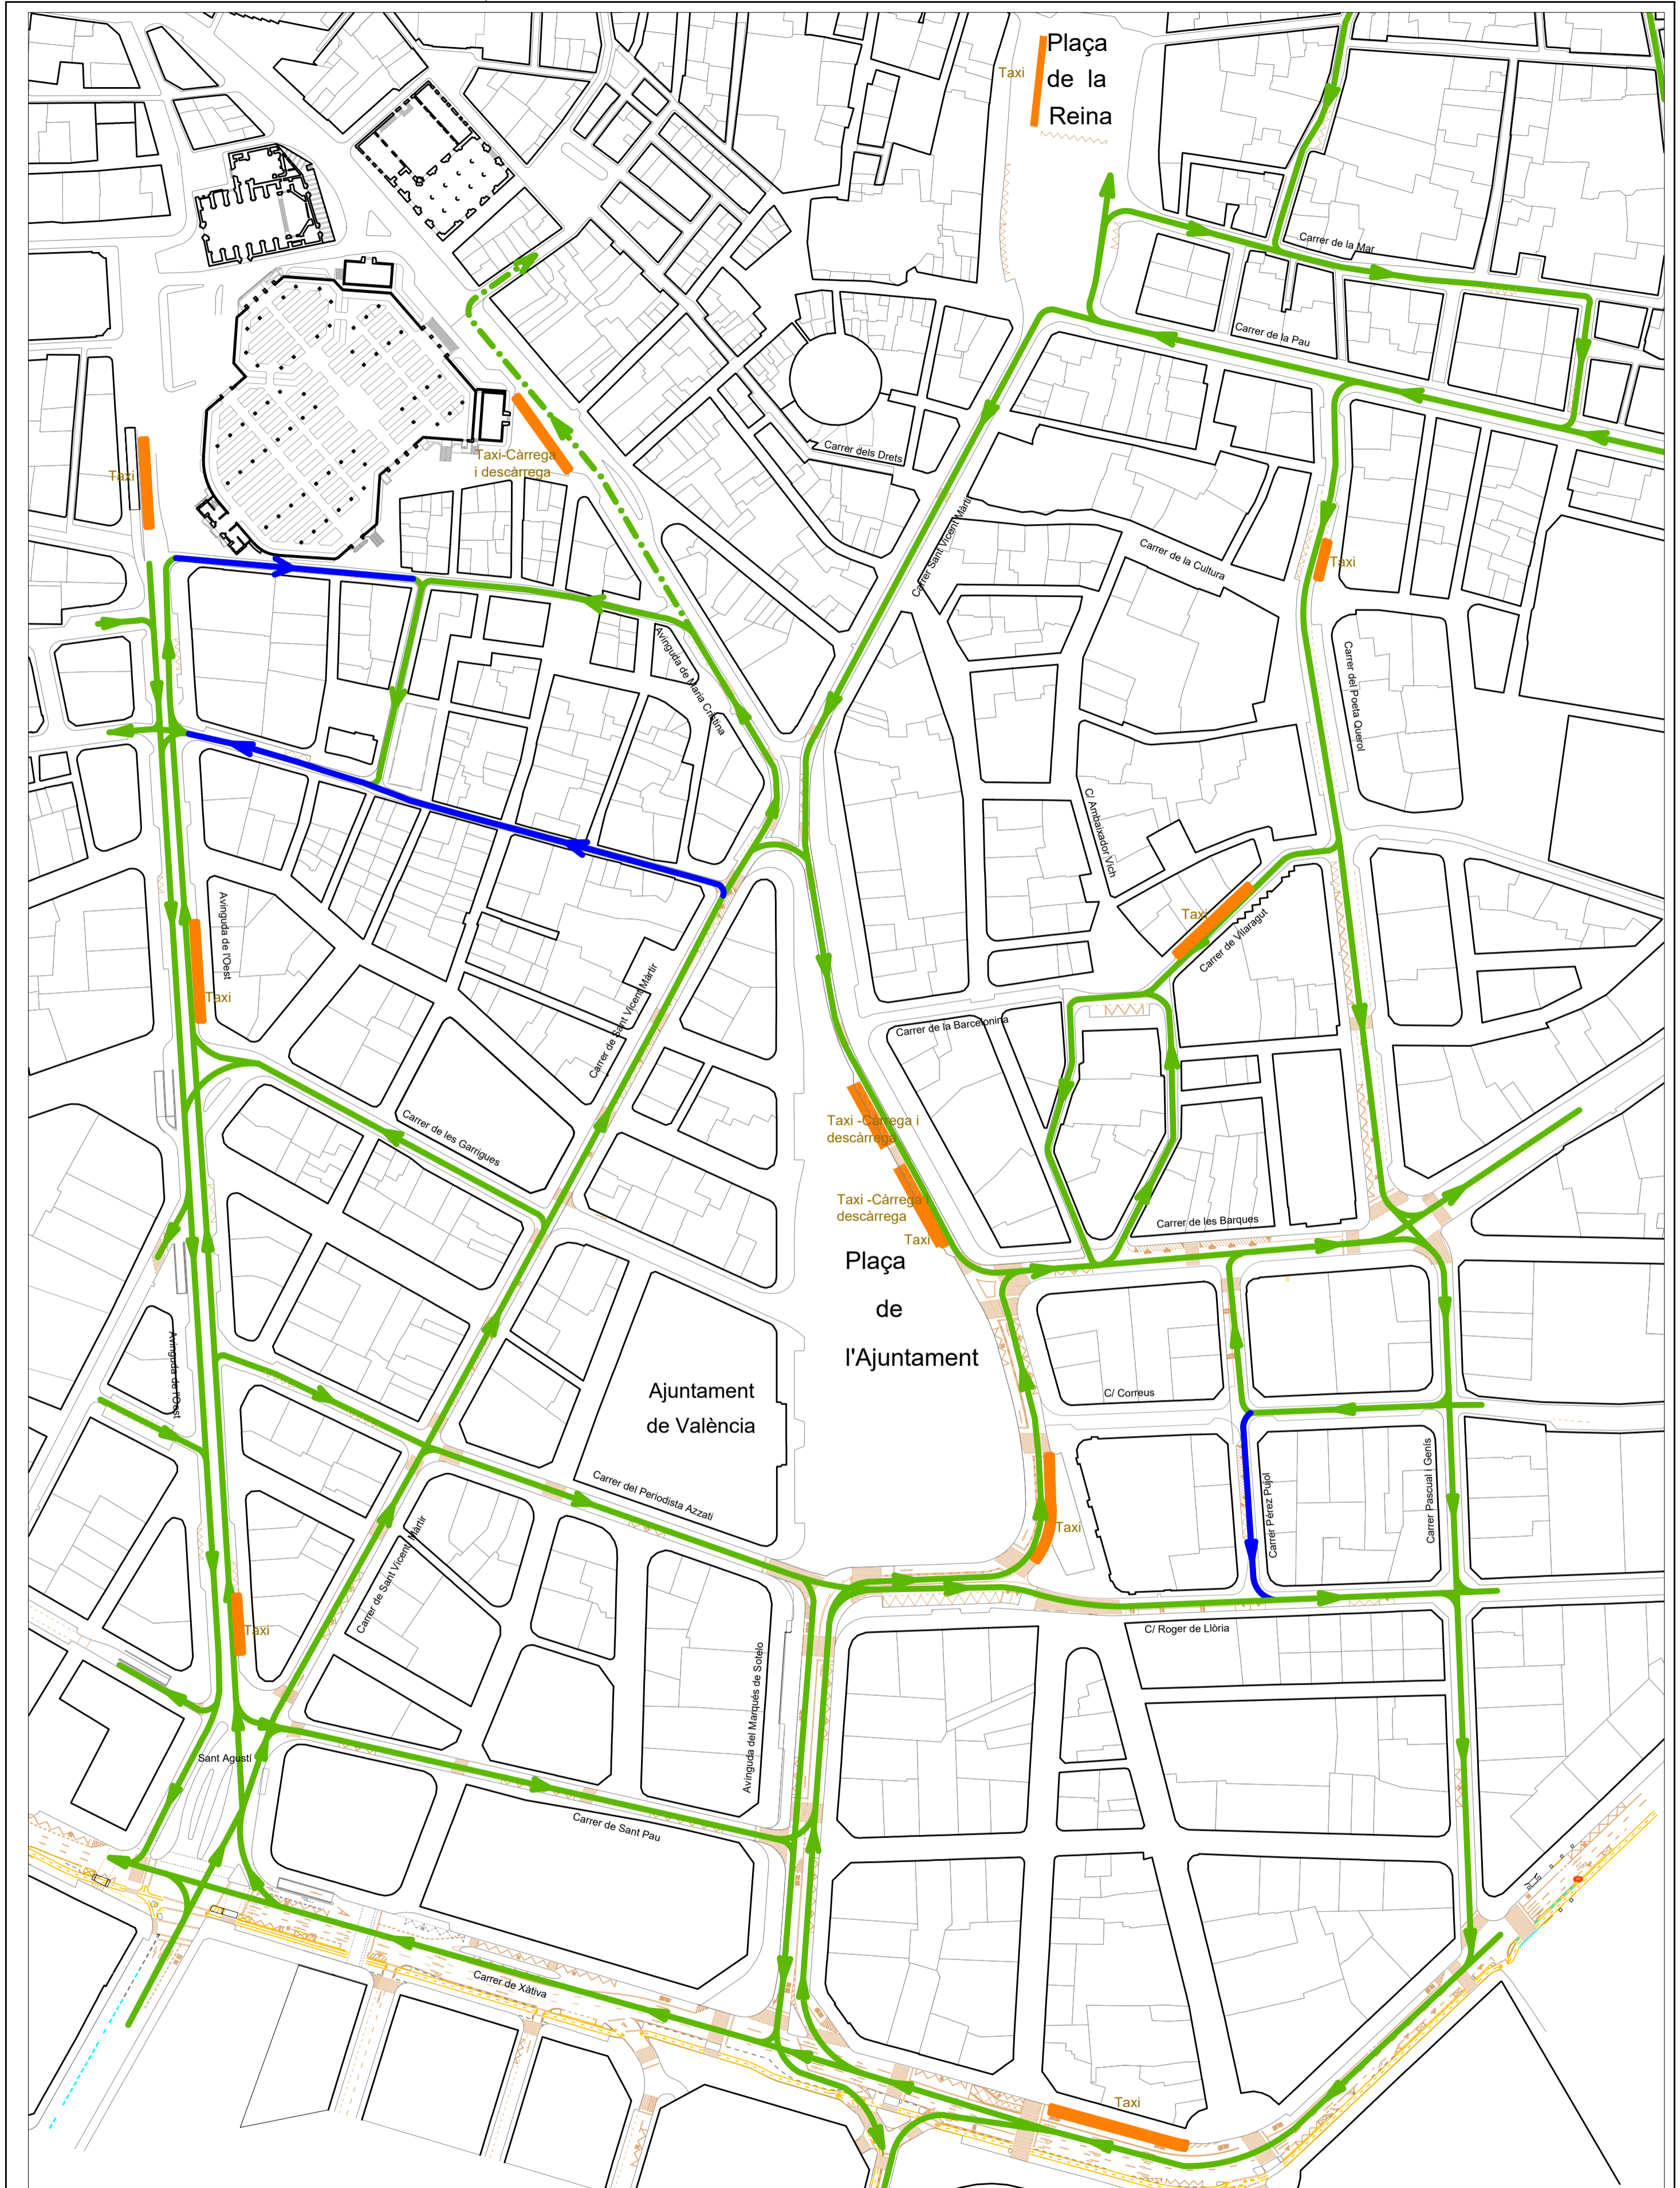 Plaça
de la
Reina
Taxi
Carrer de la Mar
Carrer de la Pau
Carrer dels Drets
Taxi-Càrrega
i descàrrega
Taxi
Carrer Sant Vicent Màrtir
Carrer de la Cultura
Taxi
Avinguda de Maria Cristina
Carrer del Poeta Querol
C/ Ambaixador Vich
Taxi
Carrer de Vilaragut
Avinguda de l'Oest
Taxi
Carrer de Sant Vicent Màrtir
Carrer de la Barcelonina
Carrer de les Garrigues
Taxi -Càrrega i
descàrrega
Taxi -Càrrega i
descàrrega
Taxi
Carrer de les Barques
Plaça
de
l'Ajuntament
Avinguda de l'Oest
Ajuntament
de València
C/ Correus
Carrer del Periodista Azzati
Carrer Pérez Pujol
Carrer Pascual i Genís
Taxi
Carrer de Sant Vicent Màrtir
Taxi
C/ Roger de Llòria
Avinguda del Marqués de Sotelo
Sant Agustí
Carrer de Sant Pau
Carrer de Xàtiva
Taxi